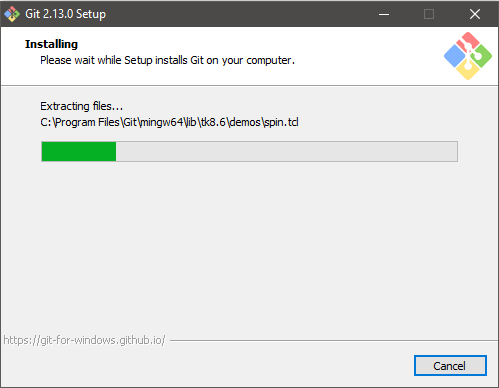 Git 2.13.0 Setup
Installing
Please wait while Setup installs Git on your computer.
Extracting files...
C:\Program Files\Git\mingw64\lib\tk8.6\demos\spin.tcl
https://git-for-windows.github.io/
Cancel